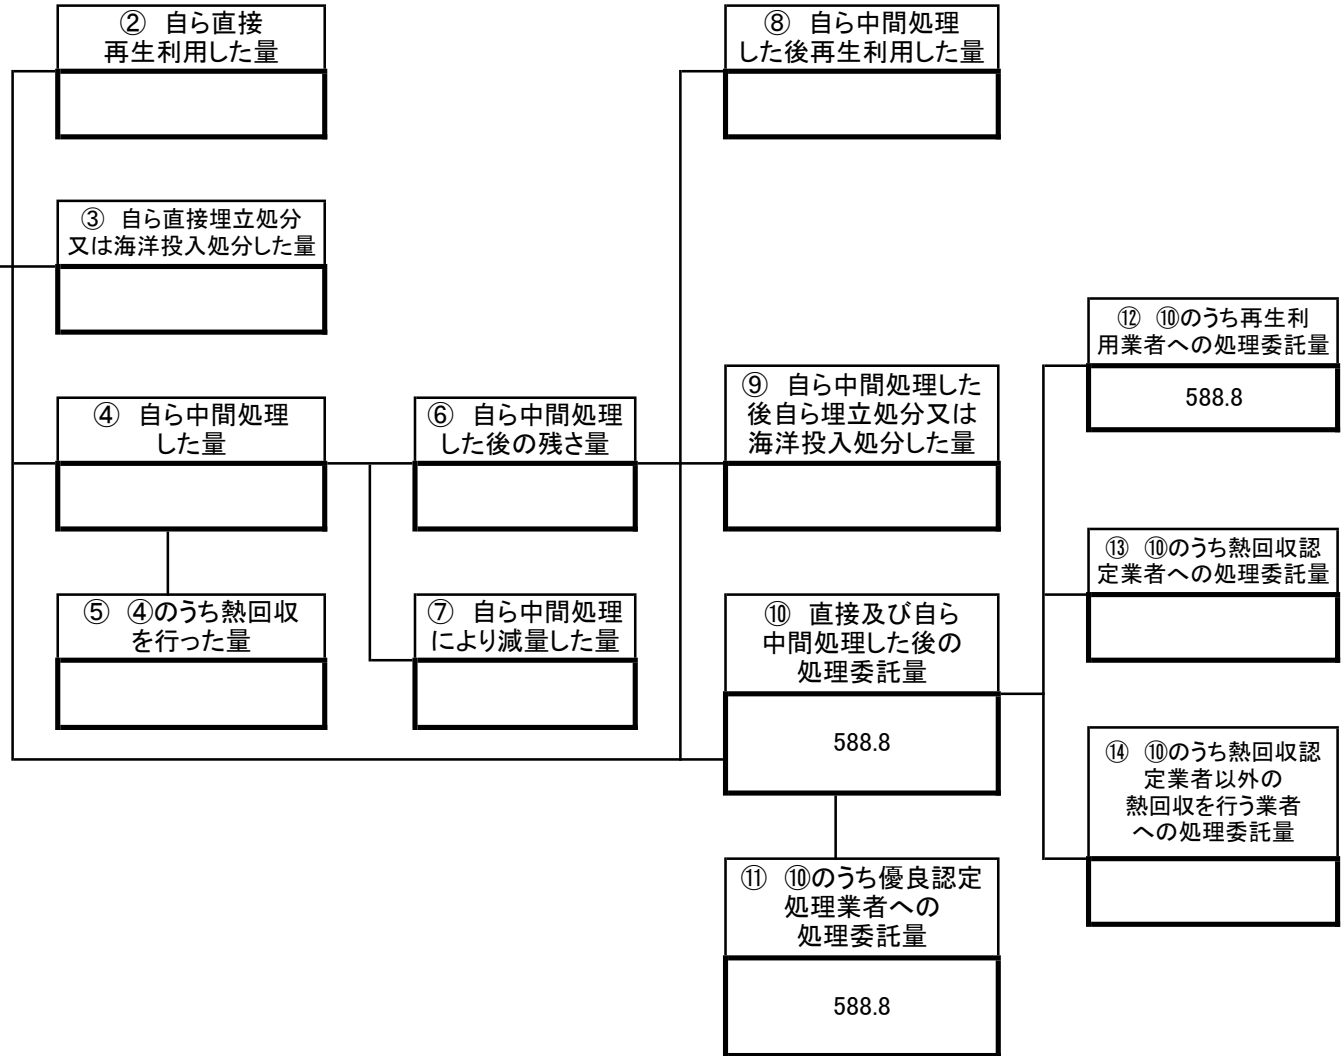 ② 自ら直接
再生利用した量
⑧ 自ら中間処理
した後再生利用した量
③ 自ら直接埋立処分
又は海洋投入処分した量
⑫ ⑩のうち再生利
用業者への処理委託量
588.8
④ 自ら中間処理
した量
⑥ 自ら中間処理
した後の残さ量
⑨ 自ら中間処理した
後自ら埋立処分又は
海洋投入処分した量
⑬ ⑩のうち熱回収認
定業者への処理委託量
⑤ ④のうち熱回収
を行った量
⑦ 自ら中間処理
により減量した量
⑩ 直接及び自ら
中間処理した後の
処理委託量
588.8
⑭ ⑩のうち熱回収認
定業者以外の
熱回収を行う業者
への処理委託量
⑪ ⑩のうち優良認定
処理業者への
処理委託量
588.8